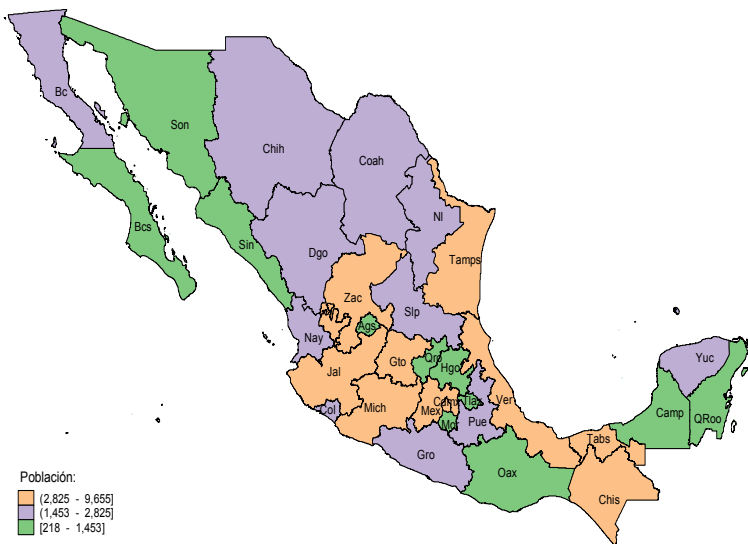 Bc
Son
Chih
Coah
Nl
Bcs
Sin
Dgo
Tamps
Zac
Slp
Ags
Nay
Jal
Gto
Qro
Hgo
Yuc
Col
Mich
Mex
Cdmx
Tlax
Ver
Camp
QRoo
Mor
Pue
Gro
Tabs
Oax
Chis
Población:
(2,825 - 9,655]
(1,453 - 2,825]
[218 - 1,453]